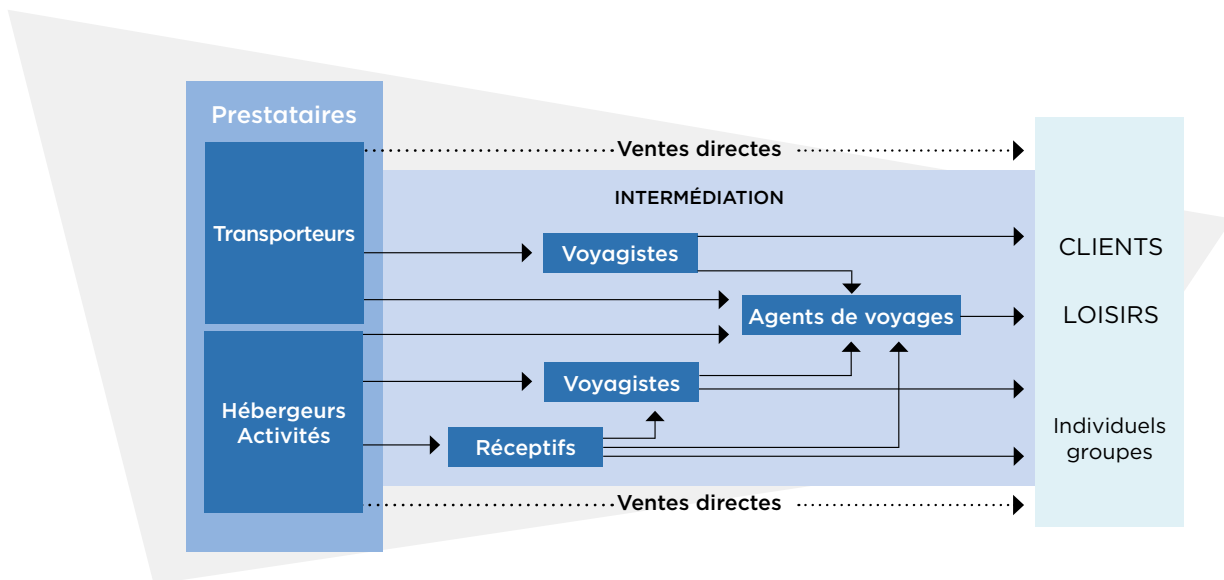 Prestataires
Ventes directes
INTERMÉDIATION
Transporteurs
Voyagistes
CLIENTS
Agents de voyages
LOISIRS
Voyagistes
Hébergeurs
Activités
Réceptifs
Individuels
groupes
Ventes directes